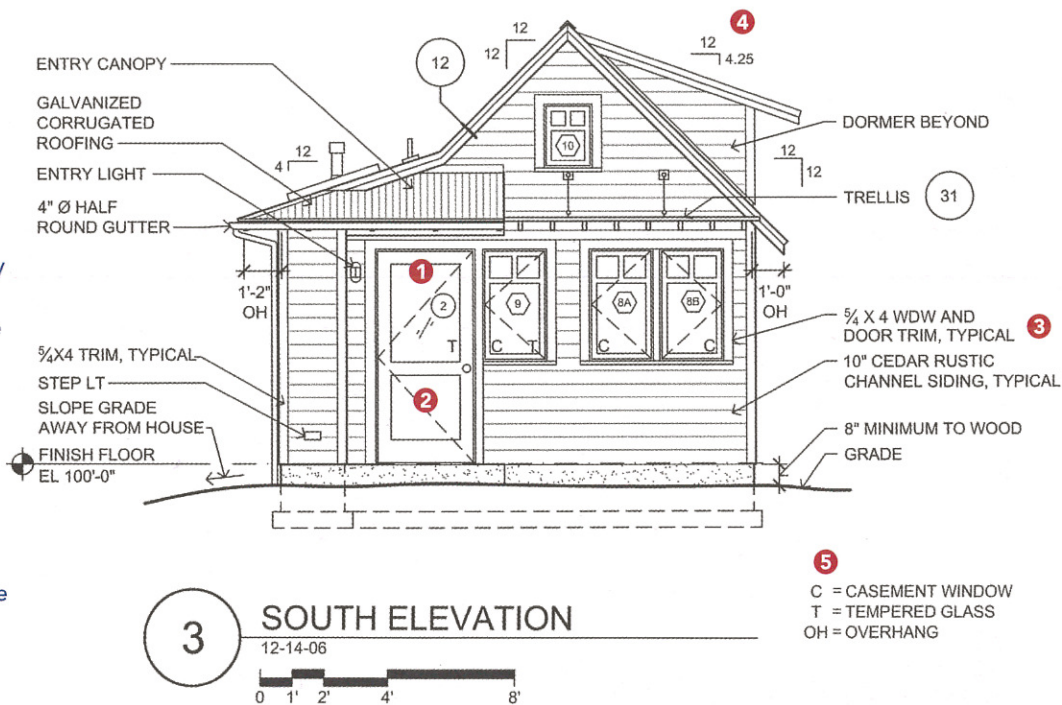 ENTRY CANOPY
GALVANIZED
CORRUGATED
ROOFING
ENTRY LIGHT
4" Ø HALF
ROUND GUTTER
y
1'-2"
OH
e
5/4X4 TRIM, TYPICAL
STEP LT
SLOPE GRADE
AWAY FROM HOUSE
FINISH FLOOR
EL 100'-0"
e
12
4
12
12
12
4
12
4.25
12
12
10
DORMER BEYOND
TRELLIS
31
1'-0"
OH
1
2
T
2
9
C
T
8A
C
8B
C
5/4 X 4 WDW AND
DOOR TRIM, TYPICAL
3
10" CEDAR RUSTIC
CHANNEL SIDING, TYPICAL
8" MINIMUM TO WOOD
GRADE
5
C = CASEMENT WINDOW
T = TEMPERED GLASS
OH = OVERHANG
3
SOUTH ELEVATION
12-14-06
0 1' 2' 4' 8'